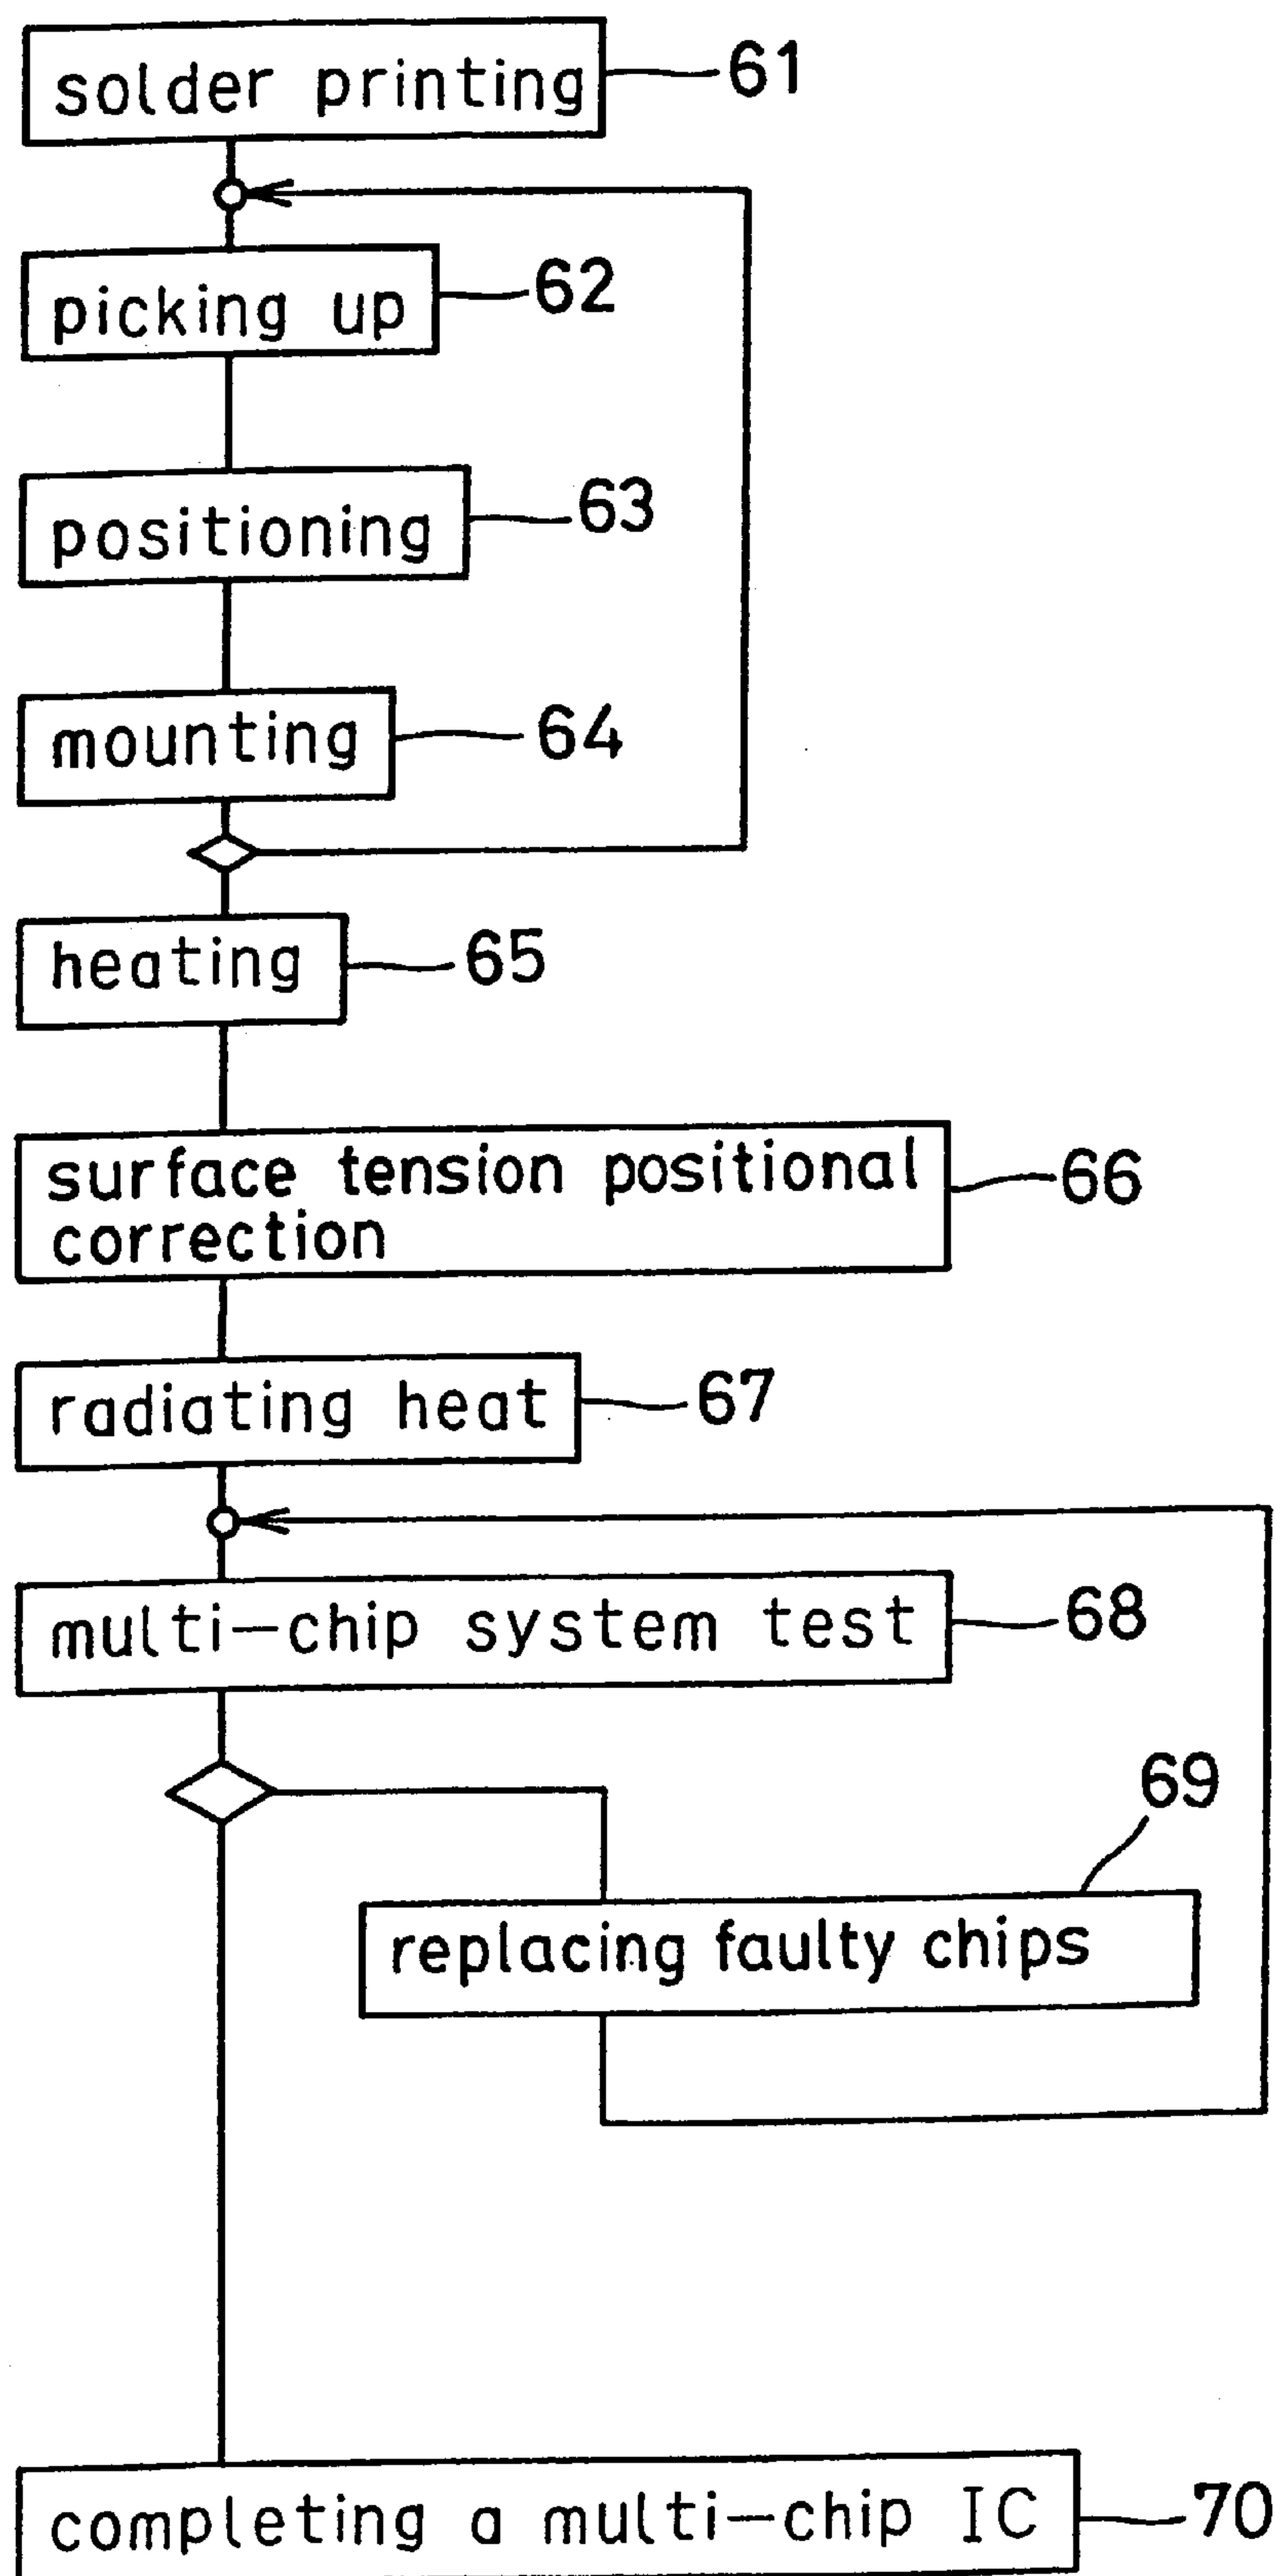 solder printing 61
picking up 62
positioning 63
mounting 64
heating 65
surface tension positional
correction
66
radiating heat 67
multi-chip system test 68
69
replacing faulty chips
completing a multi-chip IC 70